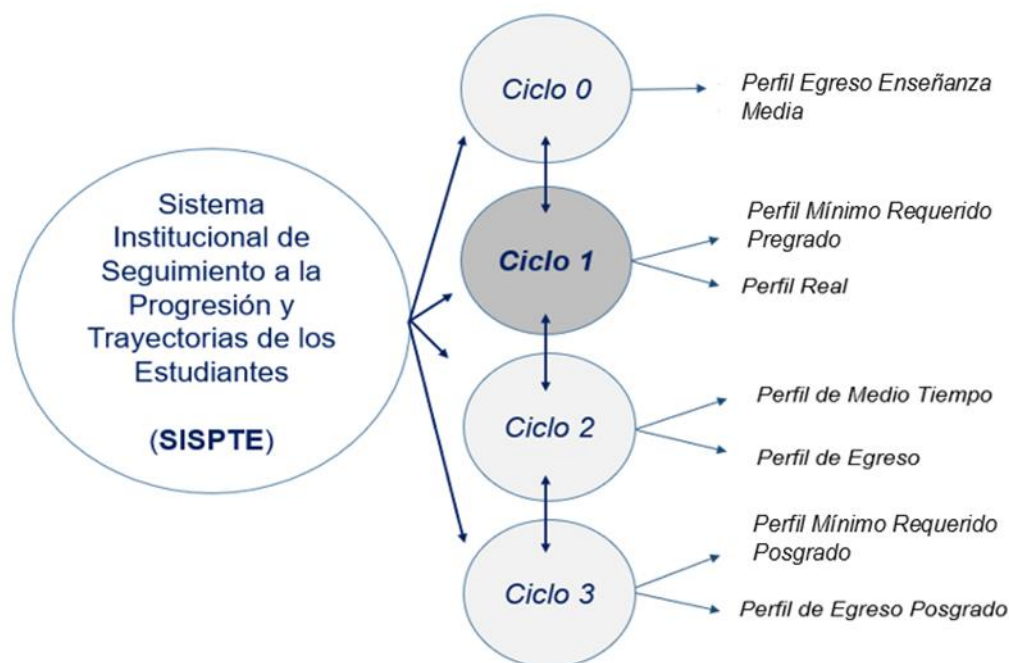 Sistema
Institucional de
Seguimiento a la
Progresión y
Trayectorias de los
Estudiantes
(SISPTE)
Ciclo 0
Perfil Egreso Enseñanza
Media
Ciclo 1
Perfil Mínimo Requerido
Pregrado
Perfil Real
Ciclo 2
Perfil de Medio Tiempo
Perfil de Egreso
Ciclo 3
Perfil Mínimo Requerido
Posgrado
Perfil de Egreso Posgrado